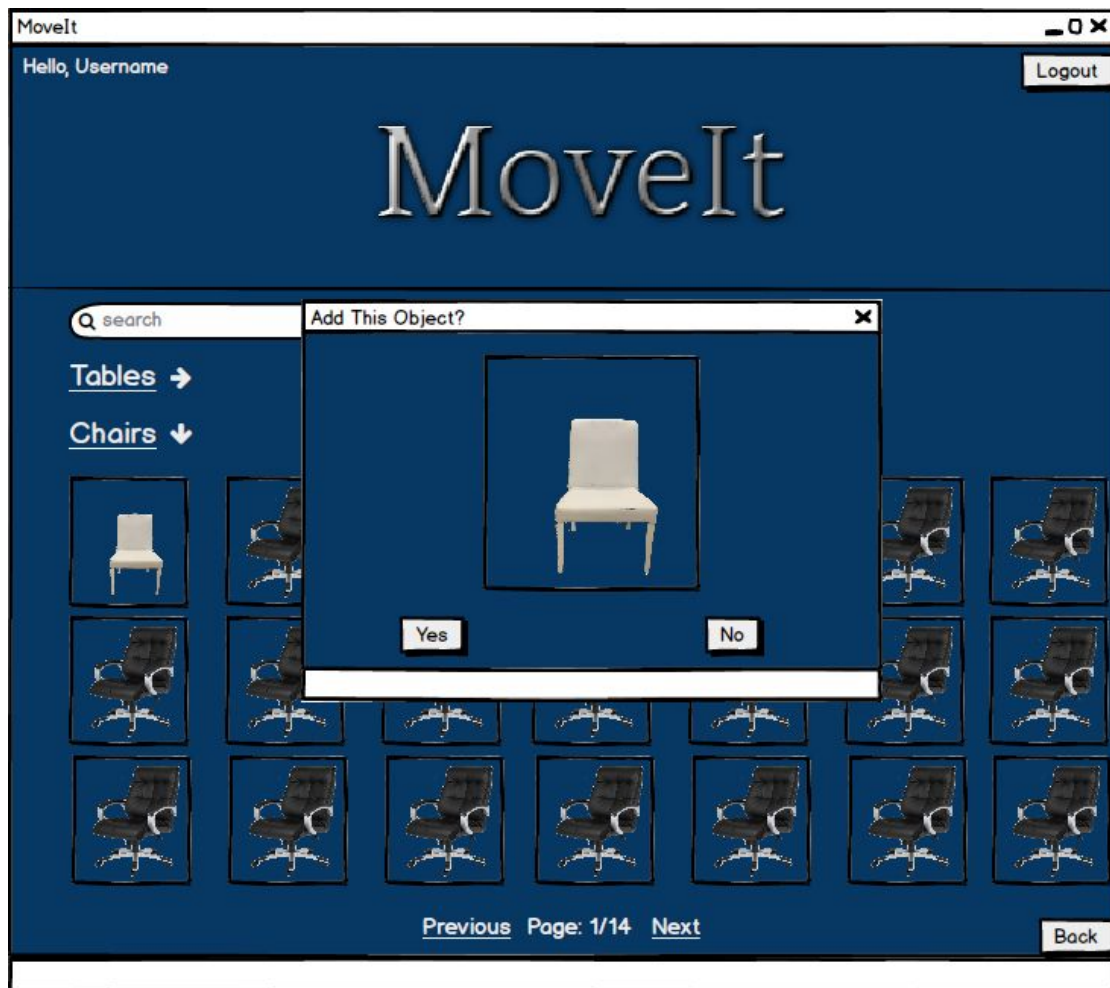 MoveIt
Hello, Username
Logout
MoveIt
search
Add This Object?
Tables
Chairs
Yes
No
Previous Page: 1/14 Next
Back